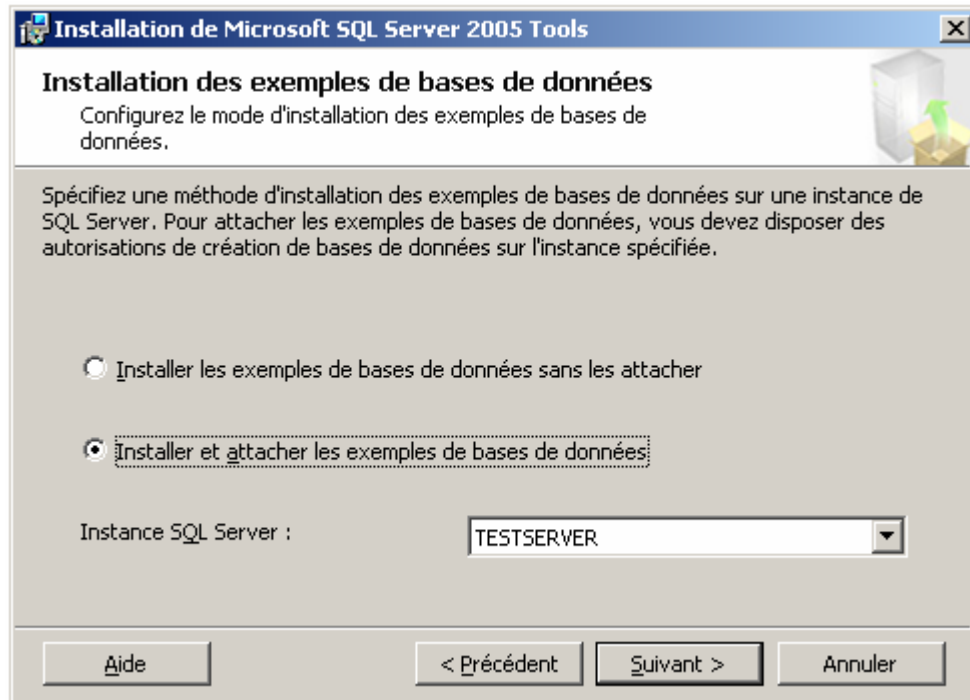 Installation de Microsoft SQL Server 2005 Tools
Installation des exemples de bases de données
Configurez le mode d'installation des exemples de bases de
données.
Spécifiez une méthode d'installation des exemples de bases de données sur une instance de
SQL Server. Pour attacher les exemples de bases de données, vous devez disposer des
autorisations de création de bases de données sur l'instance spécifiée.
Installer les exemples de bases de données sans les attacher
Installer et attacher les exemples de bases de données
Instance SQL Server :
TESTSERVER
Aide
< Précédent
Suivant >
Annuler